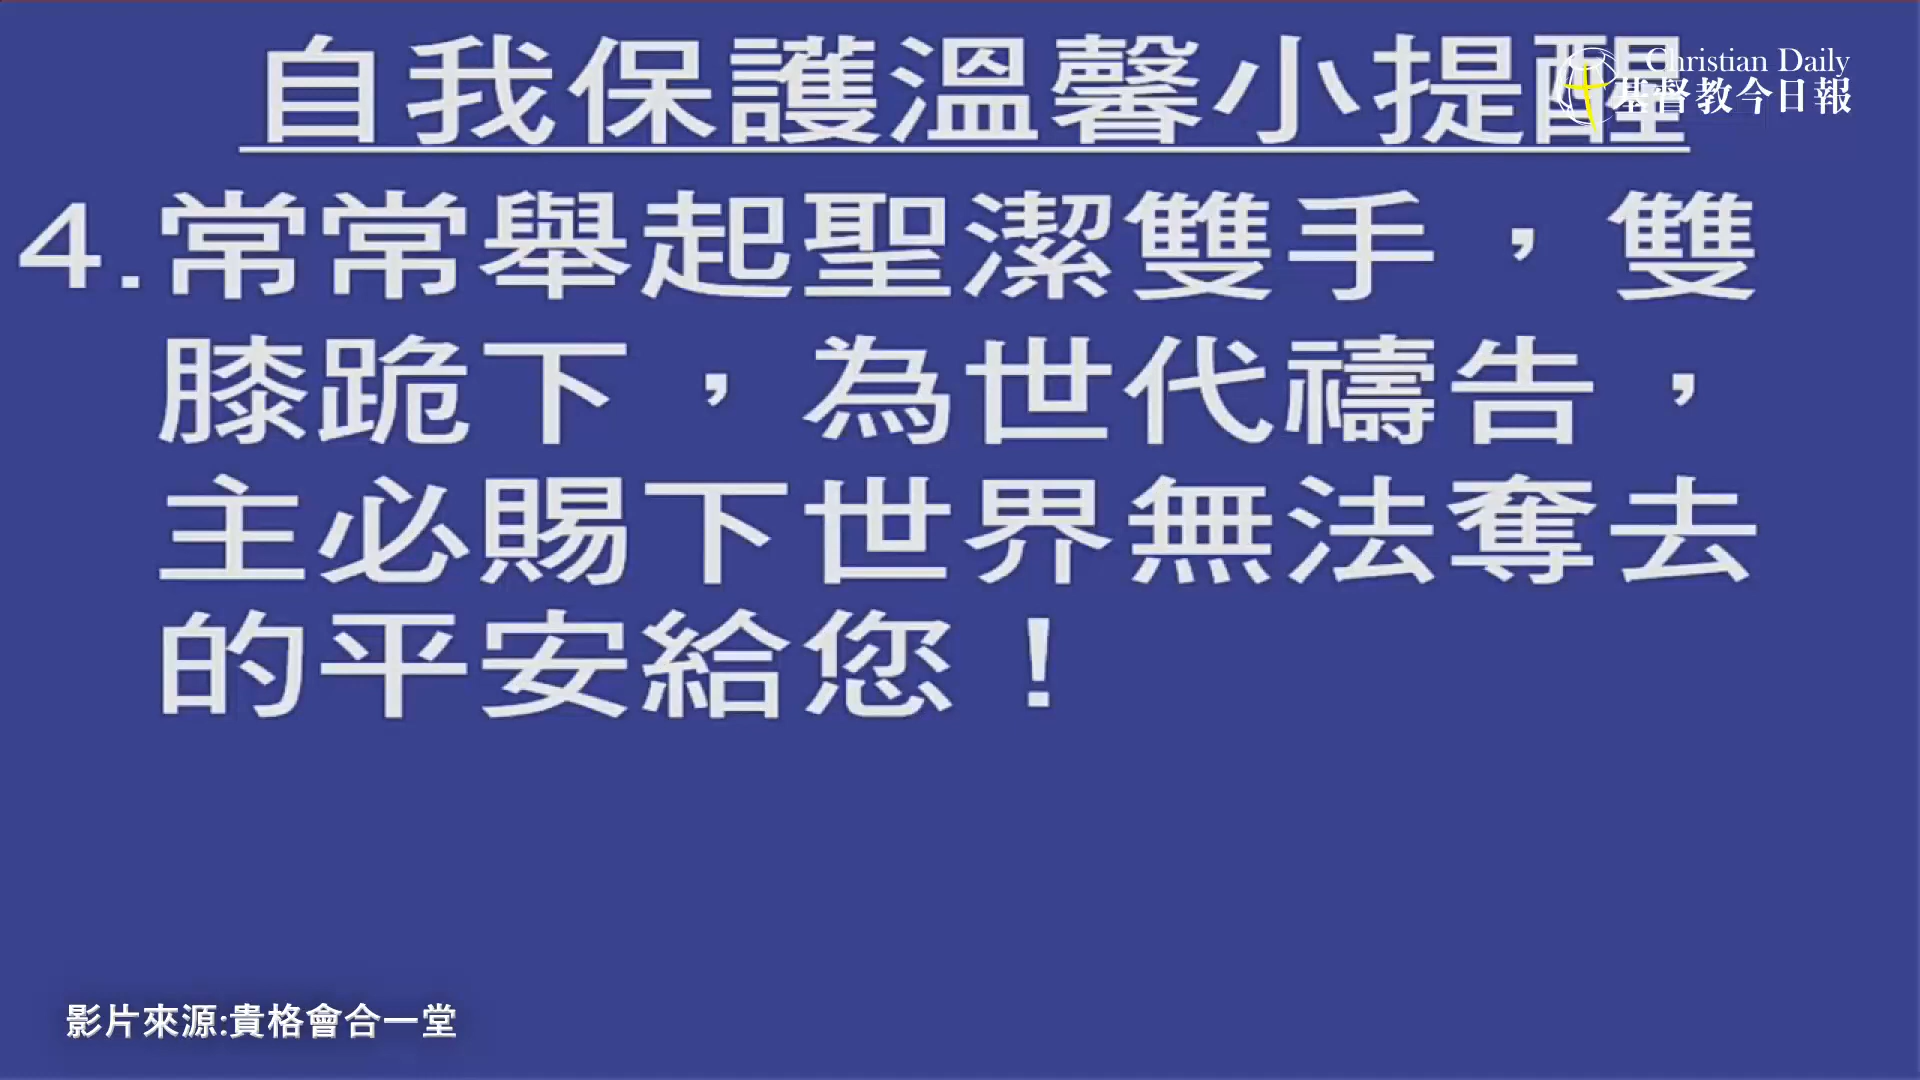 自我保護溫馨小提醒
Christian Daily
基督教今日報
4.常常舉起聖潔雙手，雙
膝跪下，為世代禱告，
主必賜下世界無法奪去
的平安給您！
影片來源:貴格會合一堂